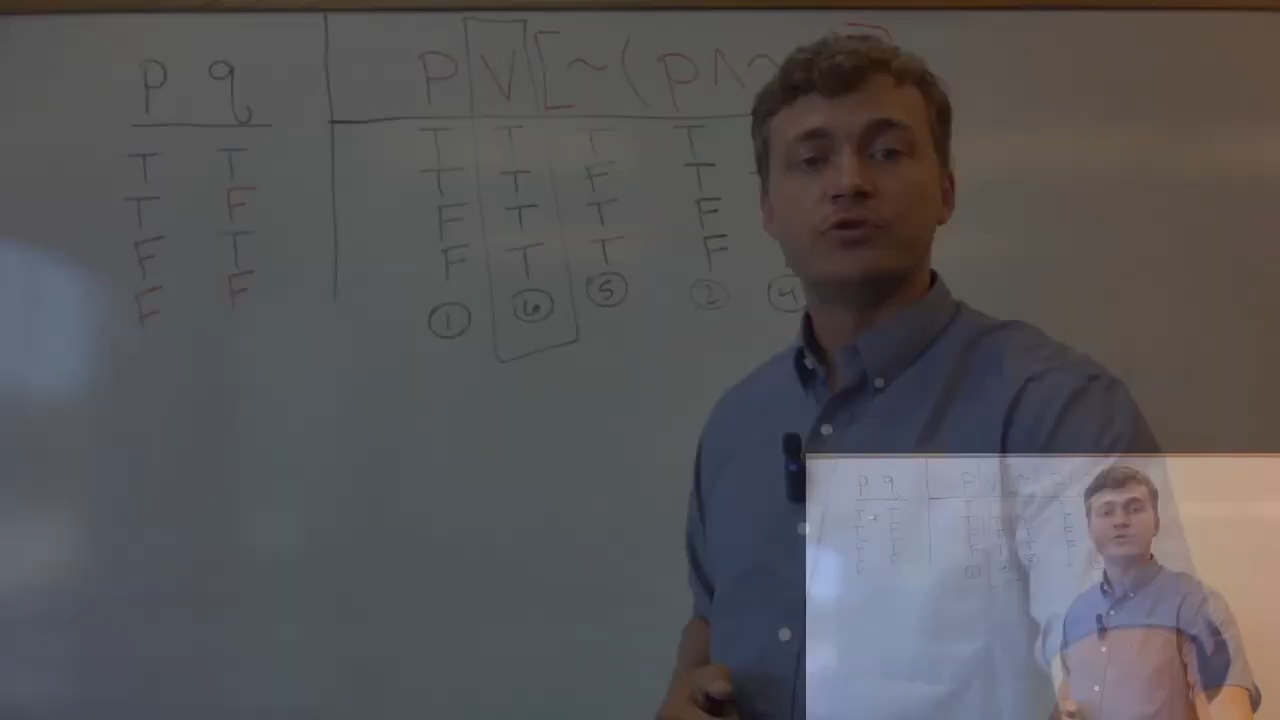 p q P V [ ~ ( p ∧ ~ ]
T T T T T T
T F T T F T
F T F T T F
F F F T T F
① ⑥ ⑤ ② ④